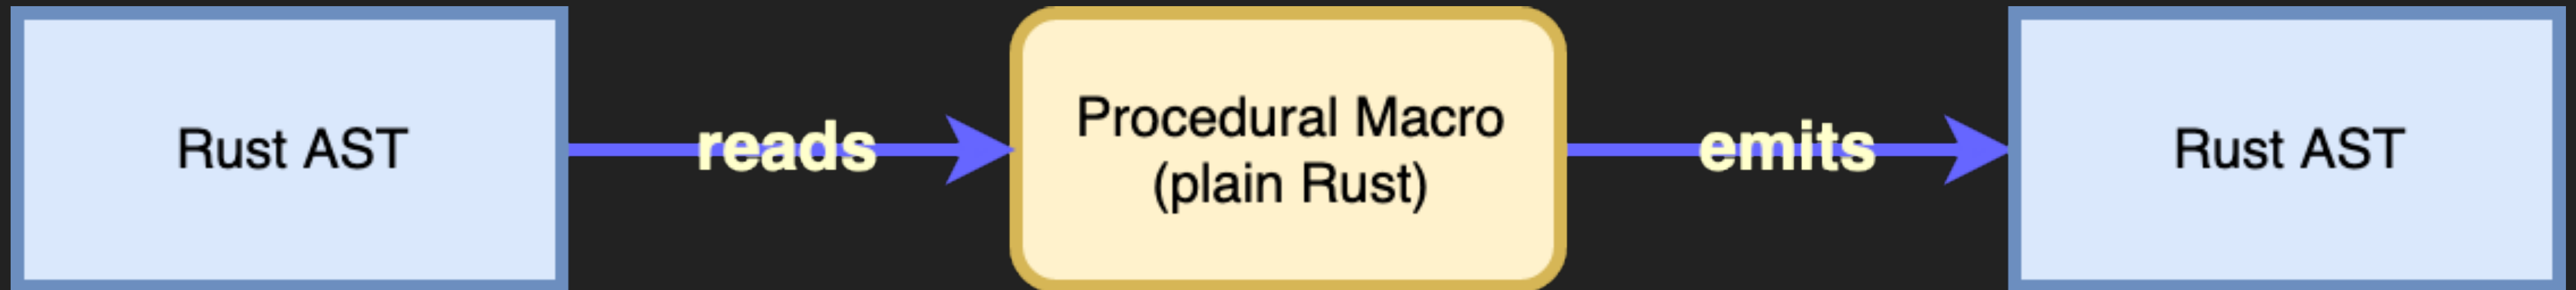 Rust AST
reads
Procedural Macro
(plain Rust)
emits
Rust AST